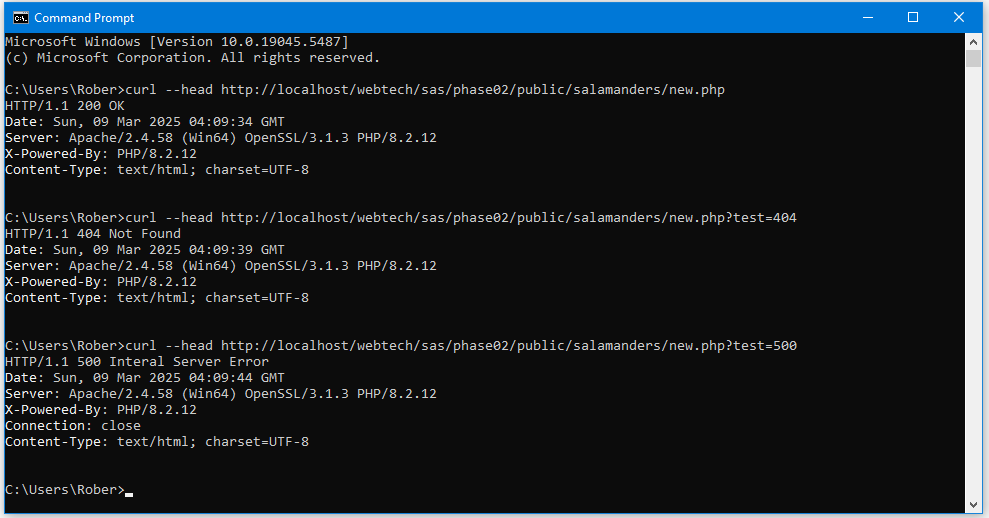 Command Prompt
Microsoft Windows [Version 10.0.19045.5487]
(c) Microsoft Corporation. All rights reserved.
C:\Users\Rober>curl --head http://localhost/webtech/sas/phase02/public/salamanders/new.php
HTTP/1.1 200 OK
Date: Sun, 09 Mar 2025 04:09:34 GMT
Server: Apache/2.4.58 (Win64) OpenSSL/3.1.3 PHP/8.2.12
X-Powered-By: PHP/8.2.12
Content-Type: text/html; charset=UTF-8
C:\Users\Rober>curl --head http://localhost/webtech/sas/phase02/public/salamanders/new.php?test=404
HTTP/1.1 404 Not Found
Date: Sun, 09 Mar 2025 04:09:39 GMT
Server: Apache/2.4.58 (Win64) OpenSSL/3.1.3 PHP/8.2.12
X-Powered-By: PHP/8.2.12
Content-Type: text/html; charset=UTF-8
C:\Users\Rober>curl --head http://localhost/webtech/sas/phase02/public/salamanders/new.php?test=500
HTTP/1.1 500 Interal Server Error
Date: Sun, 09 Mar 2025 04:09:44 GMT
Server: Apache/2.4.58 (Win64) OpenSSL/3.1.3 PHP/8.2.12
X-Powered-By: PHP/8.2.12
Connection: close
Content-Type: text/html; charset=UTF-8
C:\Users\Rober>